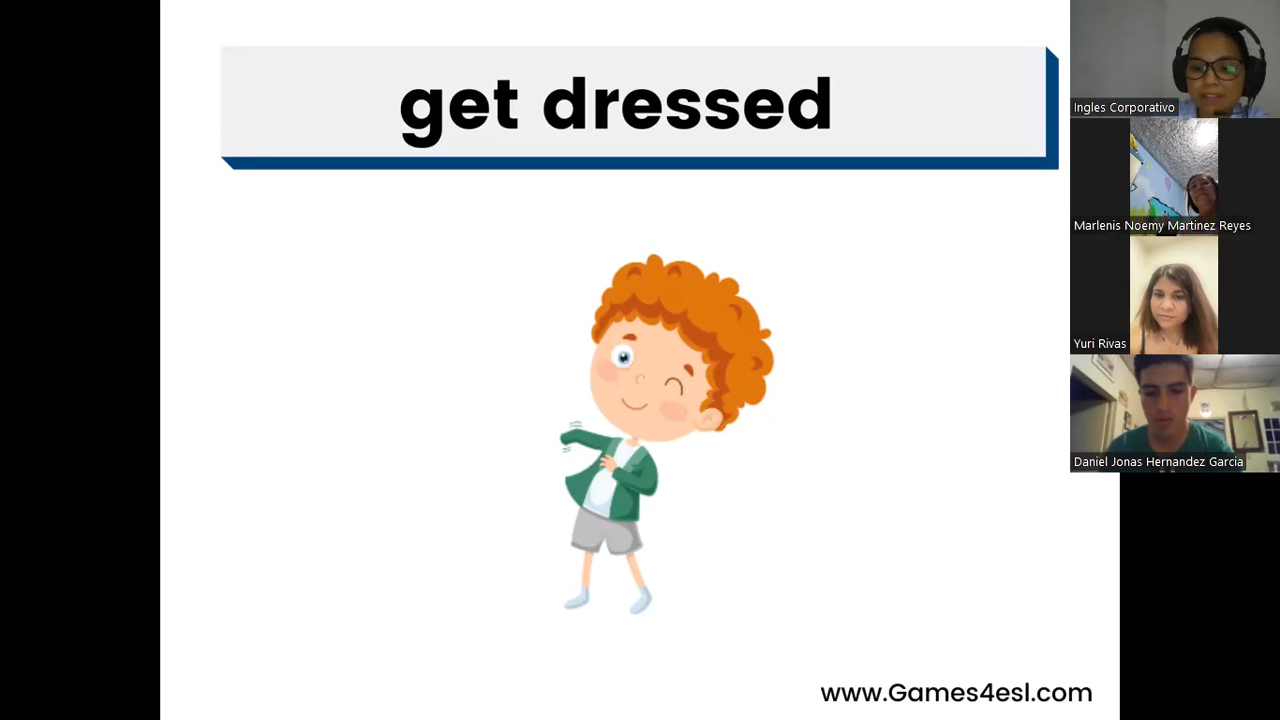 get dressed
Ingles Corporativo
Marlenis Noemy Martinez Reyes
Yuri Rivas
Daniel Jonas Hernandez Garcia
www.Games4esl.com